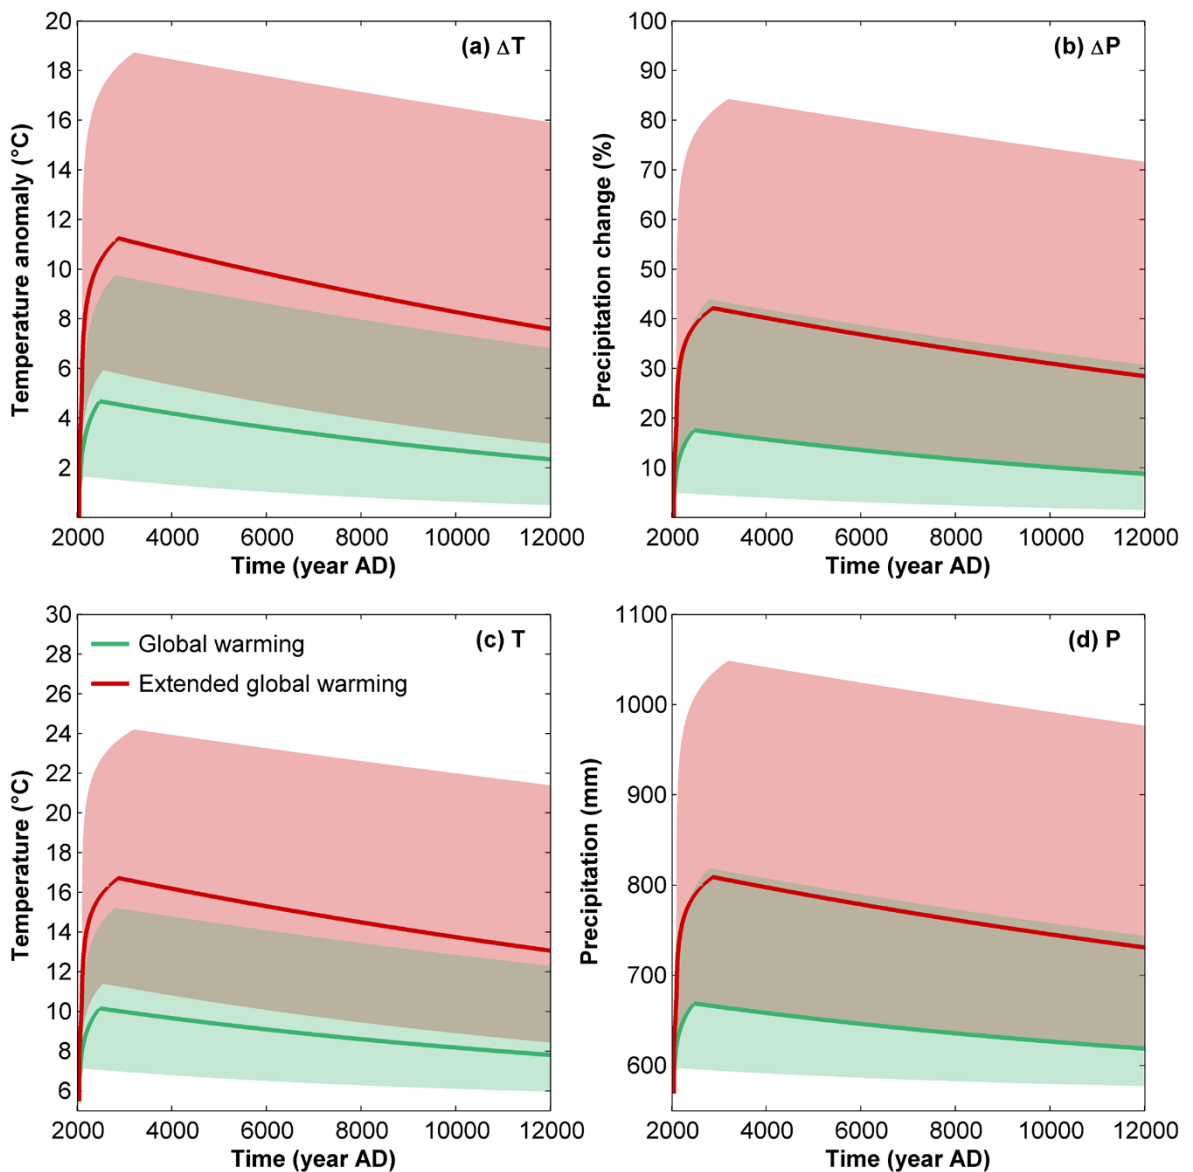 20
18
16
14
12
10
8
6
4
2
Temperature anomaly (°C)
(a) ΔT
2000 4000 6000 8000 10000 12000
Time (year AD)
100
90
80
70
60
50
40
30
20
10
Precipitation change (%)
(b) ΔP
2000 4000 6000 8000 10000 12000
Time (year AD)
30
28
26
24
22
20
18
16
14
12
10
8
6
Temperature (°C)
Global warming
Extended global warming
(c) T
2000 4000 6000 8000 10000 12000
Time (year AD)
1100
1000
900
800
700
600
Precipitation (mm)
(d) P
2000 4000 6000 8000 10000 12000
Time (year AD)